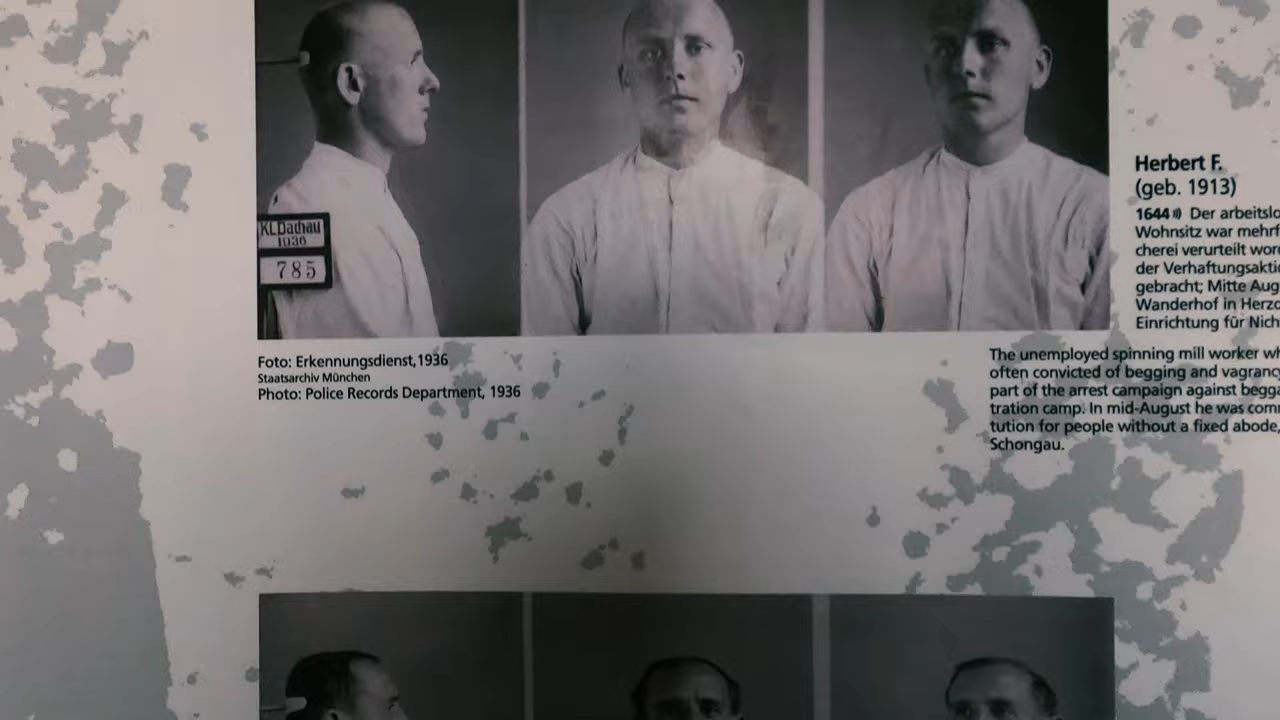 KL.Dachau
1936
785
Foto: Erkennungsdienst,1936
Staatsarchiv München
Photo: Police Records Department, 1936
Herbert F.
(geb. 1913)
1644 Der arbeitslo
Wohnsitz war mehrf
cherei verurteilt wor
der Verhaftungsakti
gebracht; Mitte Aug
Wanderhof in Herzo
Einrichtung für Nich
The unemployed spinning mill worker wh
often convicted of begging and vagrancy
part of the arrest campaign against begga
tration camp. In mid-August he was com
tution for people without a fixed abode,
Schongau.